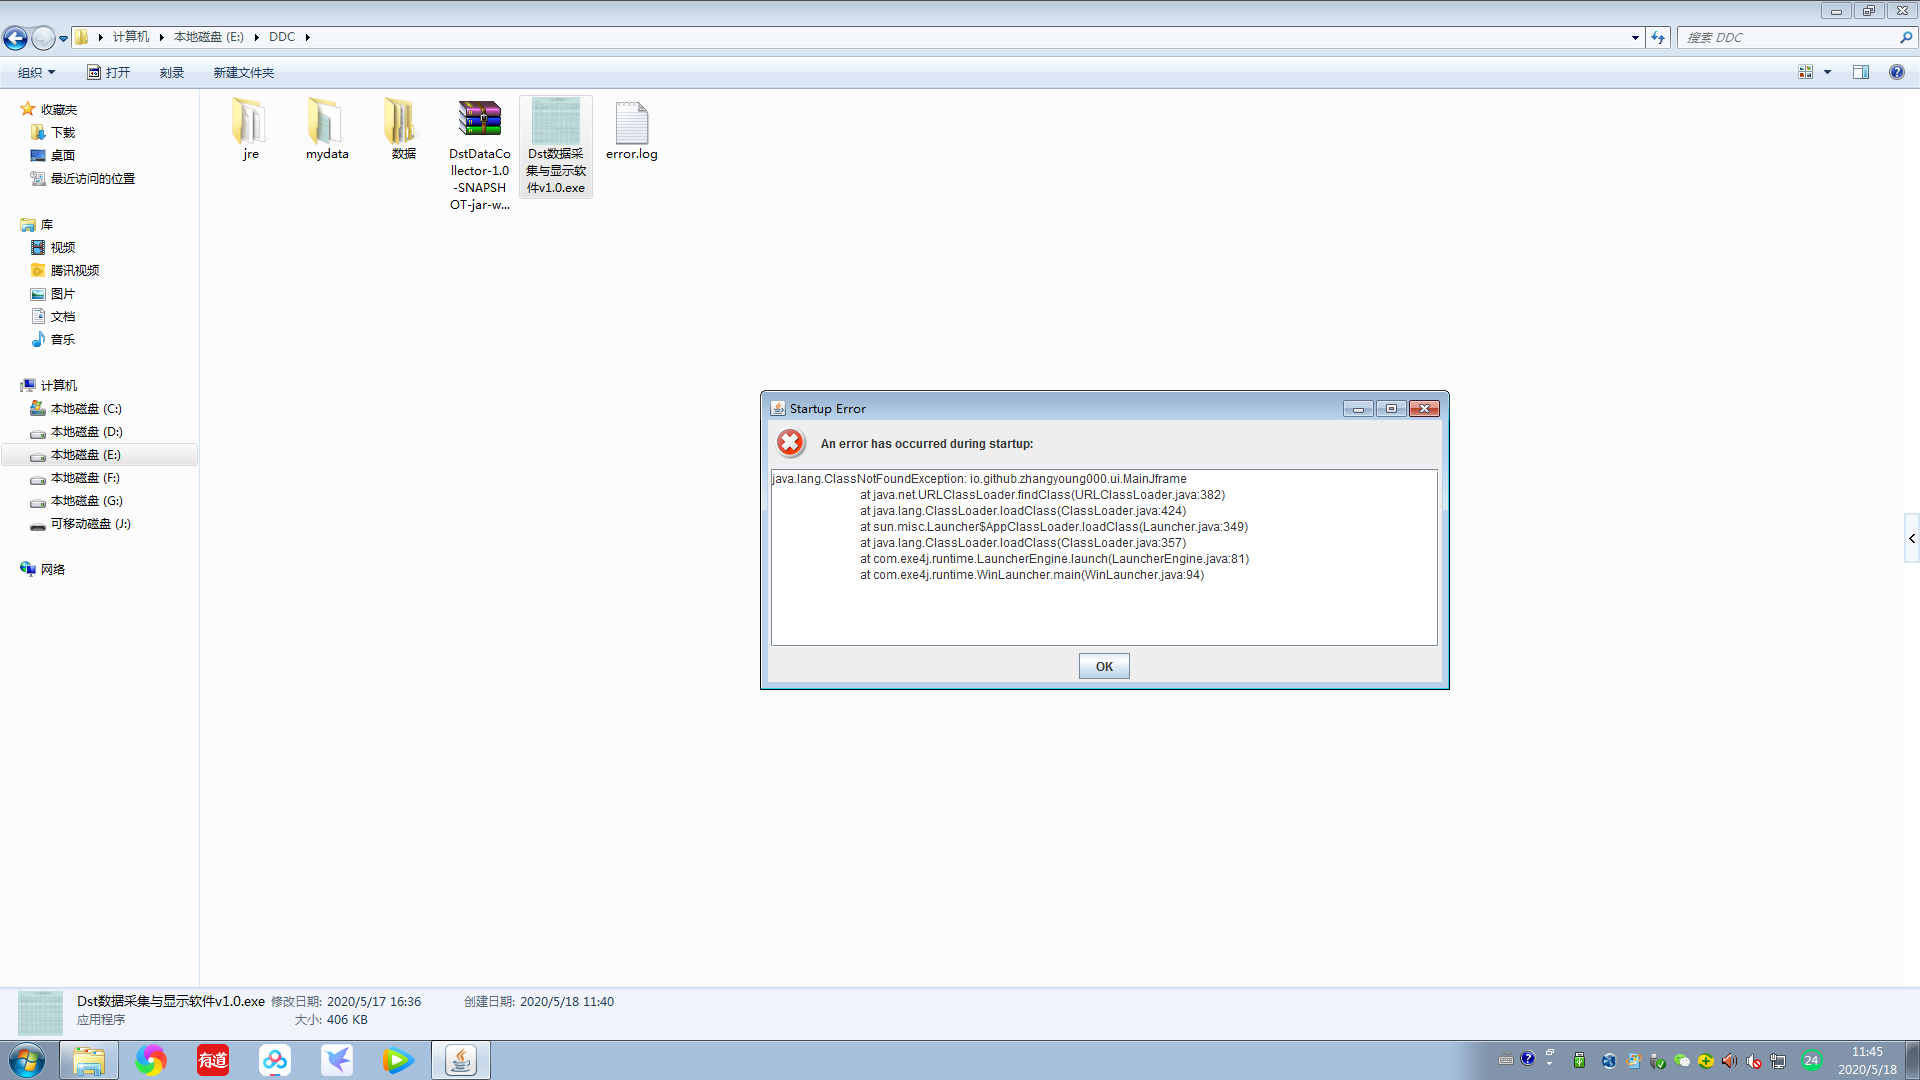 计算机 本地磁盘 (E:) DDC
搜索 DDC
组织 打开 刻录 新建文件夹
收藏夹
下载
桌面
最近访问的位置
库
视频
腾讯视频
图片
文档
音乐
计算机
本地磁盘 (C:)
本地磁盘 (D:)
本地磁盘 (E:)
本地磁盘 (F:)
本地磁盘 (G:)
可移动磁盘 (J:)
网络
jre
mydata
数据
DstDataCo
llector-1.0
-SNAPSH
OT-jar-w...
Dst数据采
集与显示软
件v1.0.exe
error.log
Startup Error
An error has occurred during startup:
java.lang.ClassNotFoundException: io.github.zhangyoung000.ui.MainJframe
at java.net.URLClassLoader.findClass(URLClassLoader.java:382)
at java.lang.ClassLoader.loadClass(ClassLoader.java:424)
at sun.misc.Launcher$AppClassLoader.loadClass(Launcher.java:349)
at java.lang.ClassLoader.loadClass(ClassLoader.java:357)
at com.exe4j.runtime.LauncherEngine.launch(LauncherEngine.java:81)
at com.exe4j.runtime.WinLauncher.main(WinLauncher.java:94)
OK
Dst数据采集与显示软件v1.0.exe 修改日期: 2020/5/17 16:36 创建日期: 2020/5/18 11:40
应用程序 大小: 406 KB
有道
24
11:45
2020/5/18